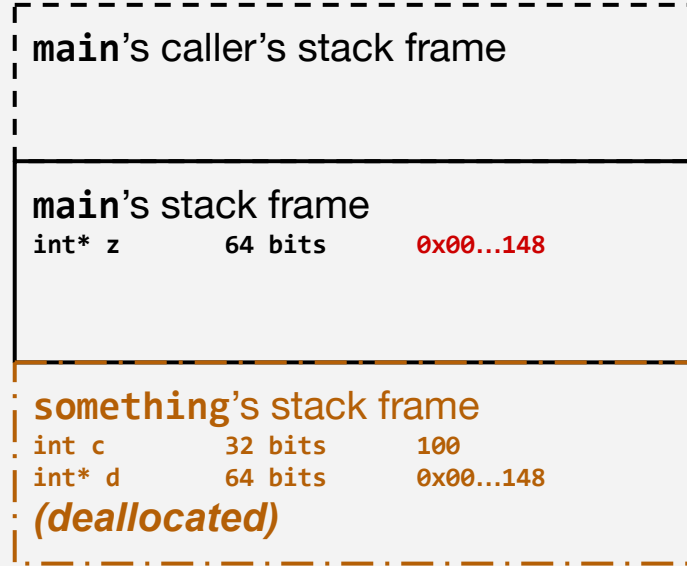 main’s caller’s stack frame
main’s stack frame
int* z 64 bits 0x00…148
something’s stack frame
int c 32 bits 100
int* d 64 bits 0x00…148
(deallocated)